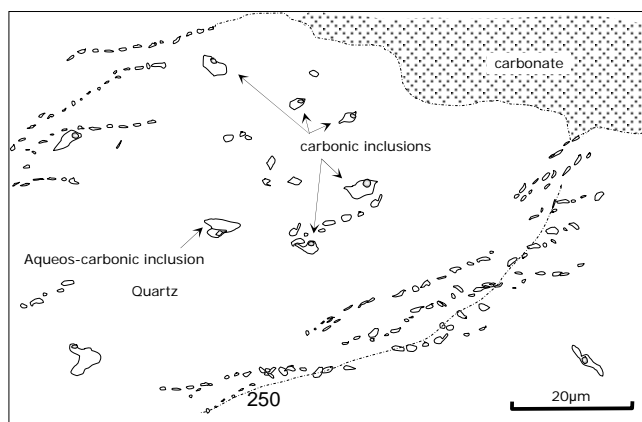 carbonate
carbonic inclusions
Aqueos-carbonic inclusion
Quartz
250
20µm